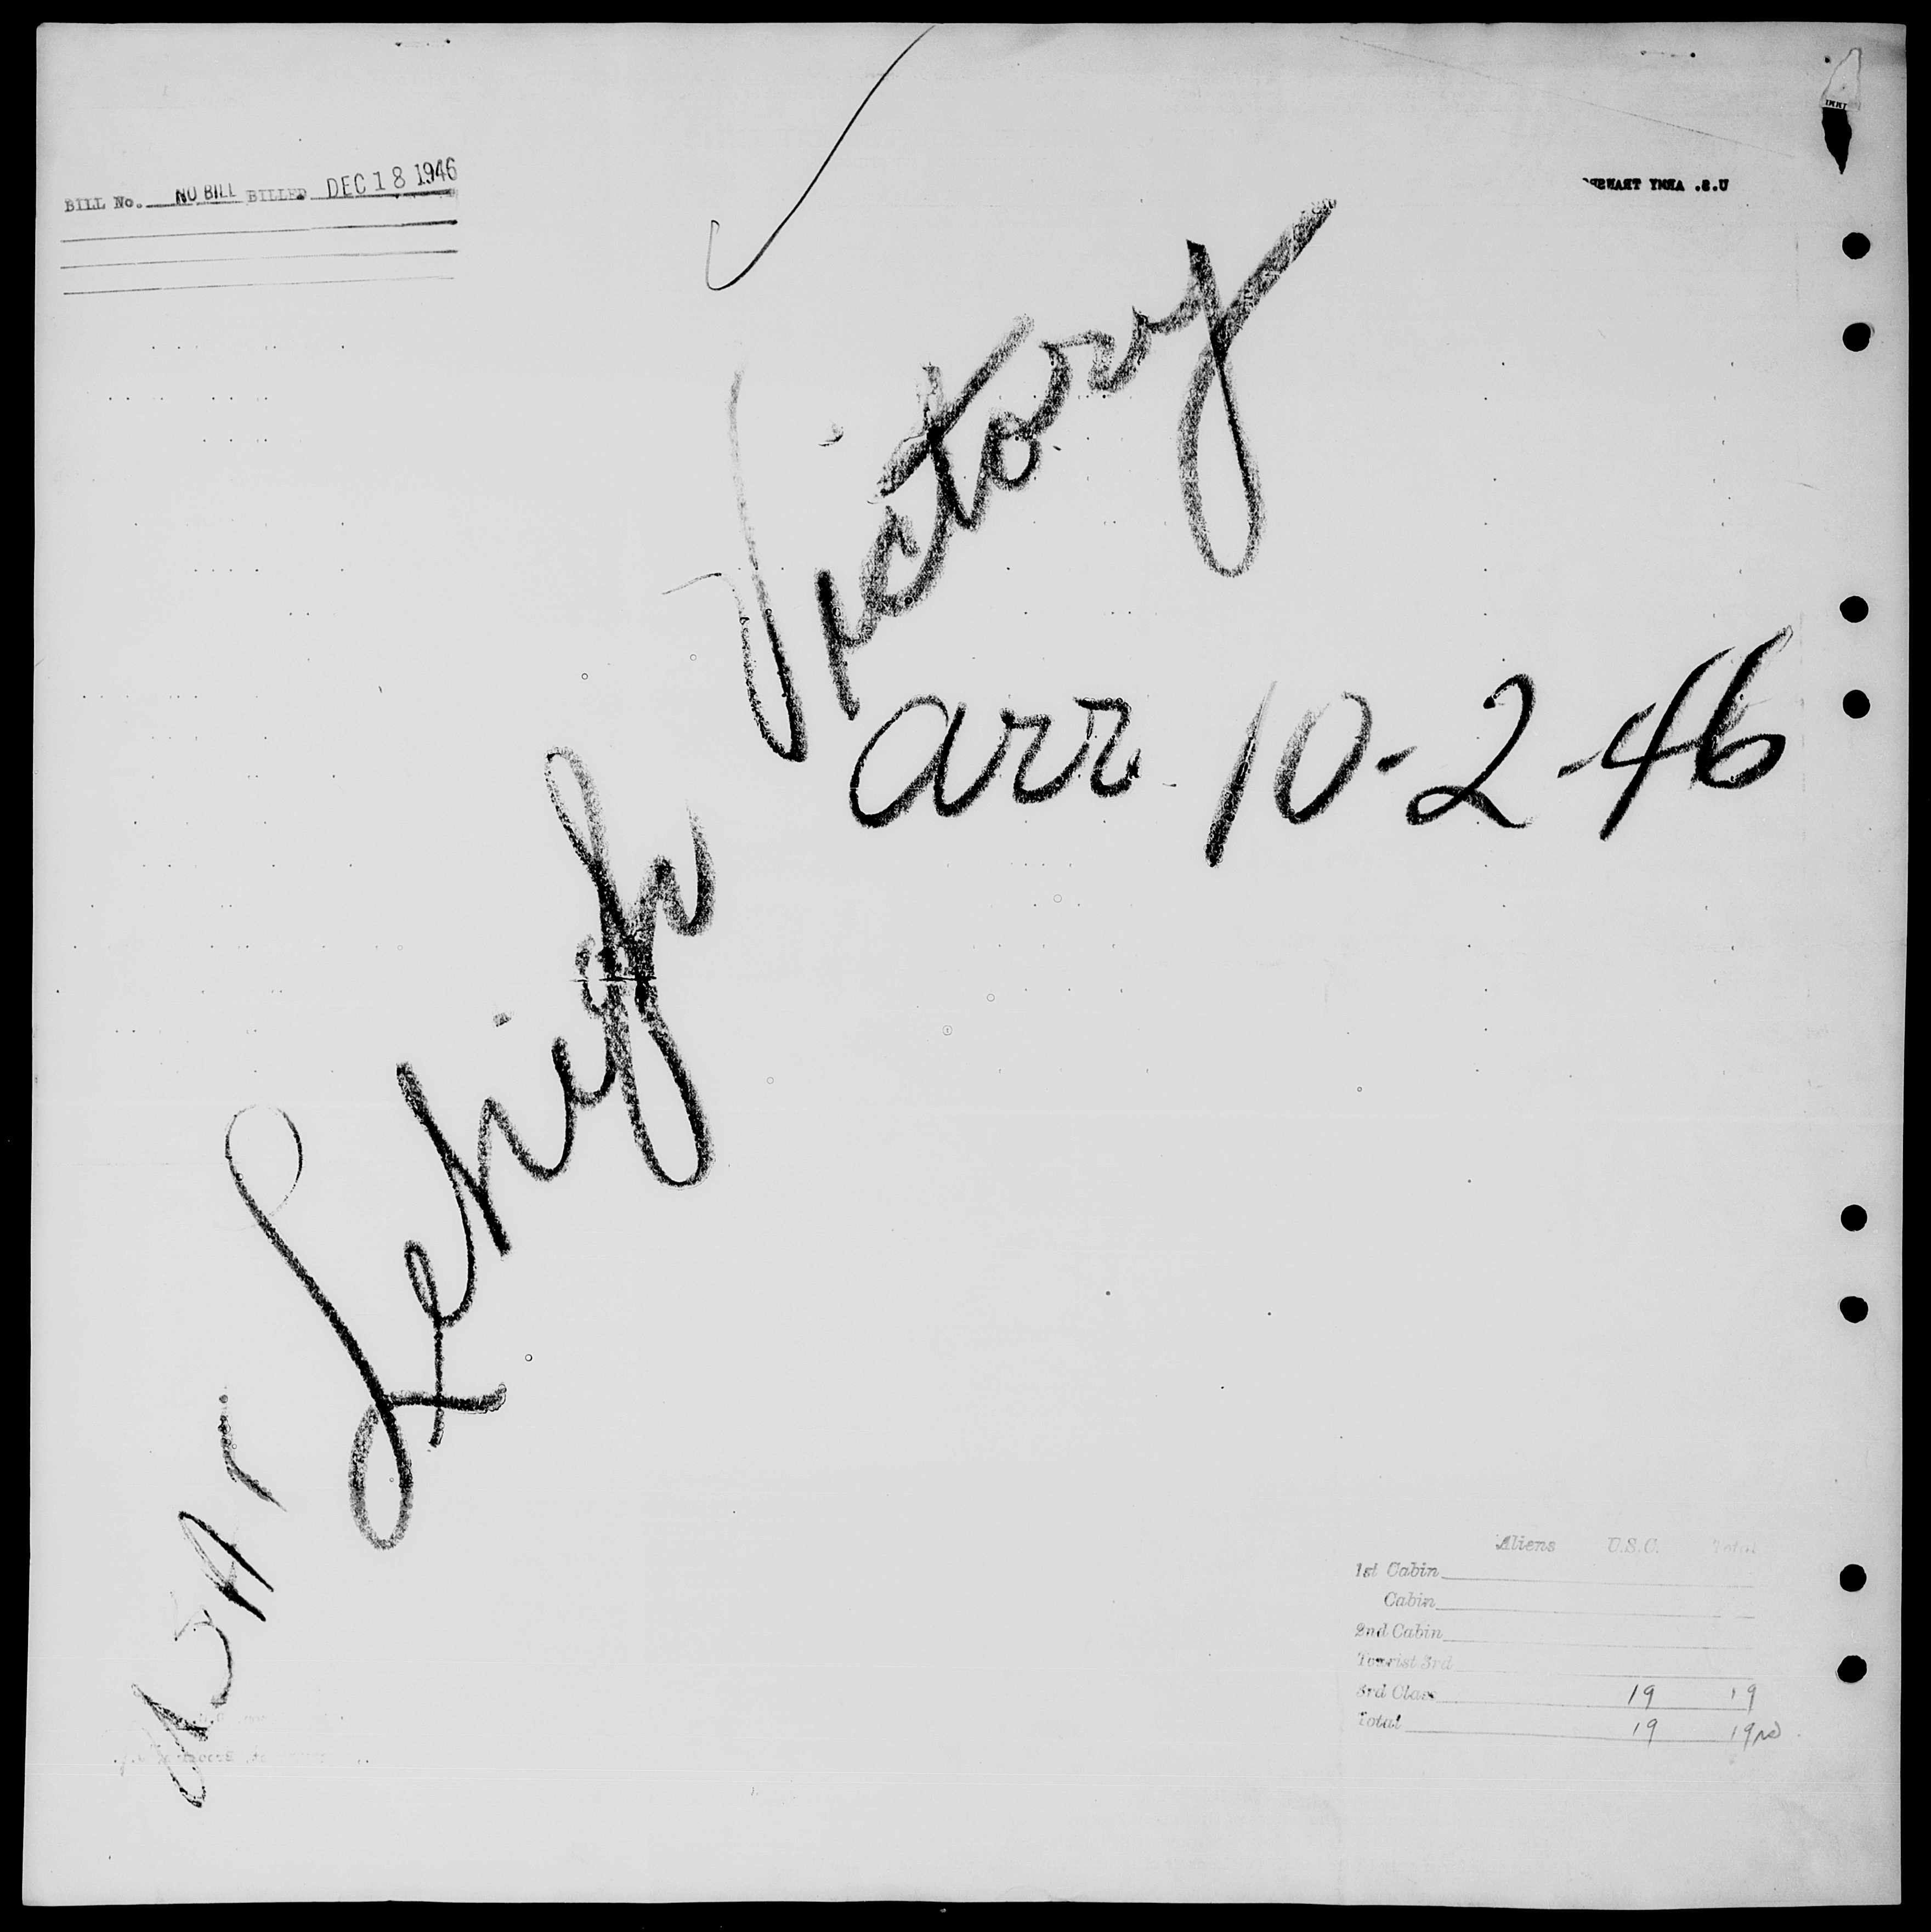 BILL No. NO BILL BILLED DEC 18 1946
U.S. ARMY TRANSP
USAT Lehigh Victory
arr 10-2-46
Aliens U.S.C. Total
1st Cabin
Cabin
2nd Cabin
Tourist 3rd
3rd Class 19 19
Total 19 19